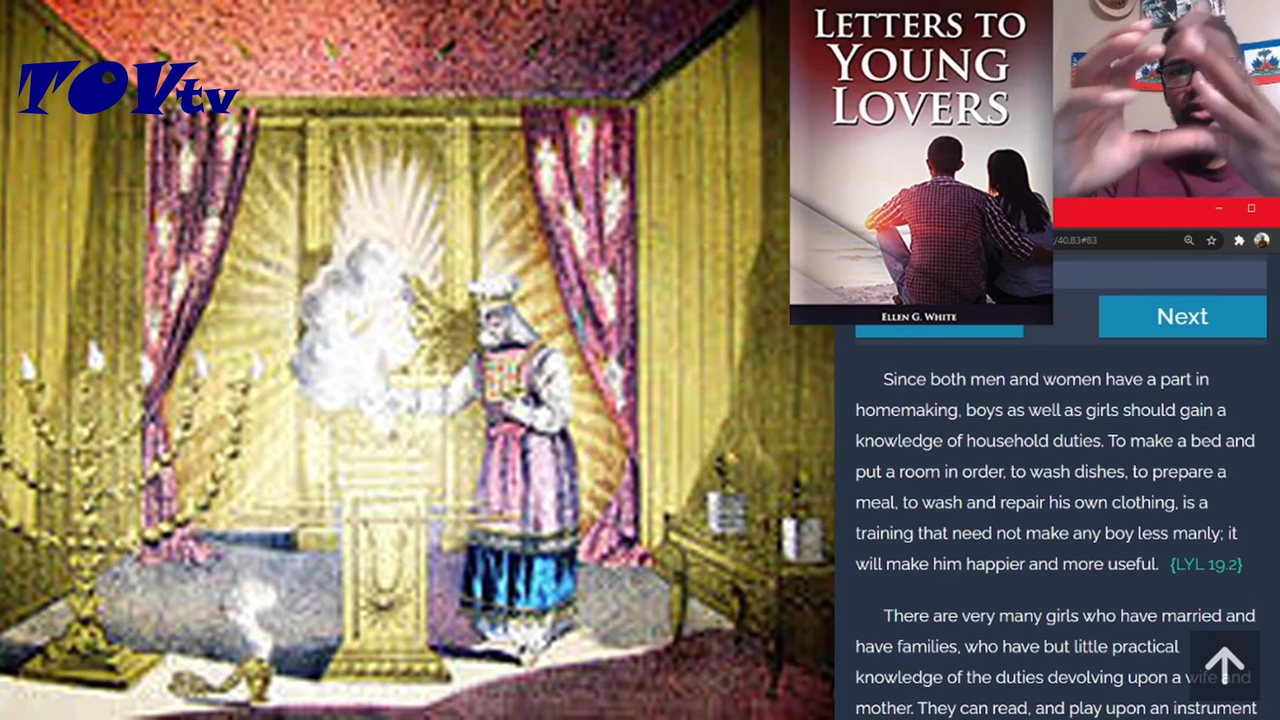 TOVtv
LETTERS TO
YOUNG
LOVERS
ELLEN G. WHITE
/40.83#83
Next
Since both men and women have a part in
homemaking, boys as well as girls should gain a
knowledge of household duties. To make a bed and
put a room in order, to wash dishes, to prepare a
meal, to wash and repair his own clothing, is a
training that need not make any boy less manly; it
will make him happier and more useful. {LYL 19.2}
There are very many girls who have married and
have families, who have but little practical
knowledge of the duties devolving upon a wife and
mother. They can read, and play upon an instrument